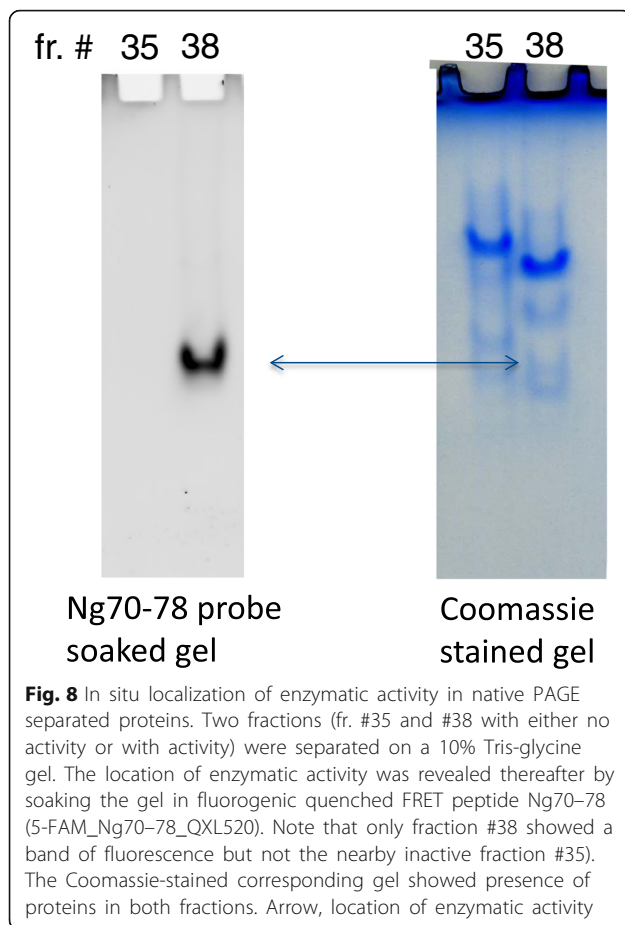 fr. # 35 38
35 38
Ng70-78 probe
soaked gel
Coomassie
stained gel
Fig. 8 In situ localization of enzymatic activity in native PAGE
separated proteins. Two fractions (fr. #35 and #38 with either no
activity or with activity) were separated on a 10% Tris-glycine
gel. The location of enzymatic activity was revealed thereafter by
soaking the gel in fluorogenic quenched FRET peptide Ng70–78
(5-FAM_Ng70–78_QXL520). Note that only fraction #38 showed a
band of fluorescence but not the nearby inactive fraction #35).
The Coomassie-stained corresponding gel showed presence of
proteins in both fractions. Arrow, location of enzymatic activity